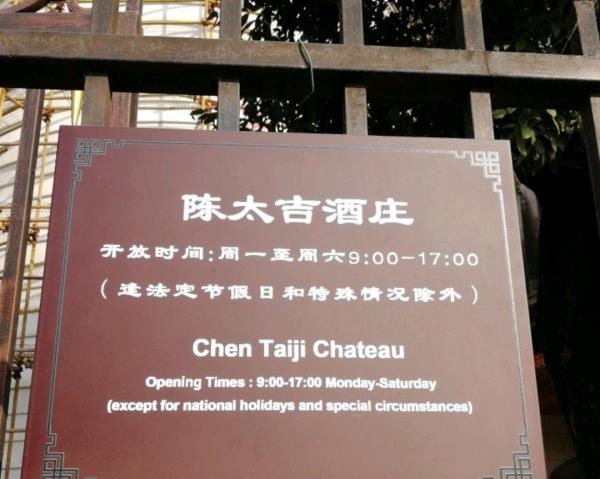 陈太吉酒庄
开放时间:周一至周六9:00-17:00
(逢法定节假日和特殊情况除外)
Chen Taiji Chateau
Opening Times : 9:00-17:00 Monday-Saturday
(except for national holidays and special circumstances)